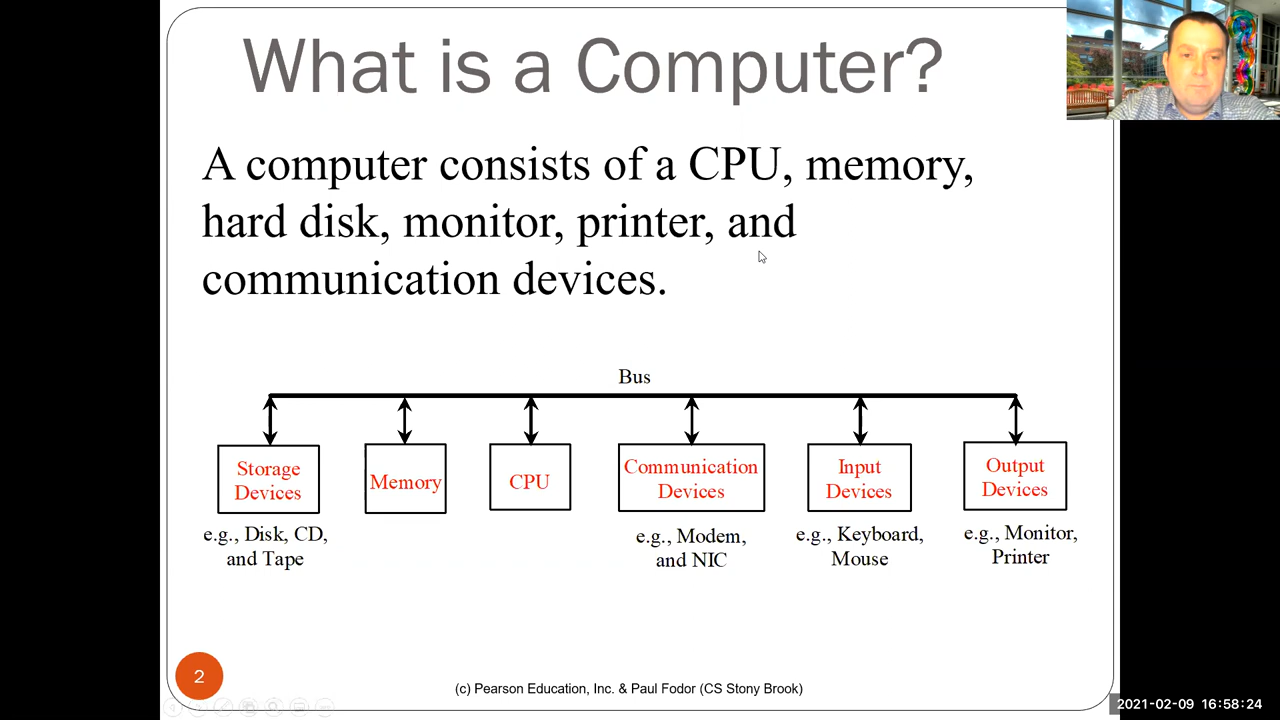 What is a Computer?
A computer consists of a CPU, memory,
hard disk, monitor, printer, and
communication devices.
Bus
Storage
Devices
Memory
CPU
Communication
Devices
Input
Devices
Output
Devices
e.g., Disk, CD,
and Tape
e.g., Modem,
and NIC
e.g., Keyboard,
Mouse
e.g., Monitor,
Printer
2
(c) Pearson Education, Inc. & Paul Fodor (CS Stony Brook)
2021-02-09 16:58:24